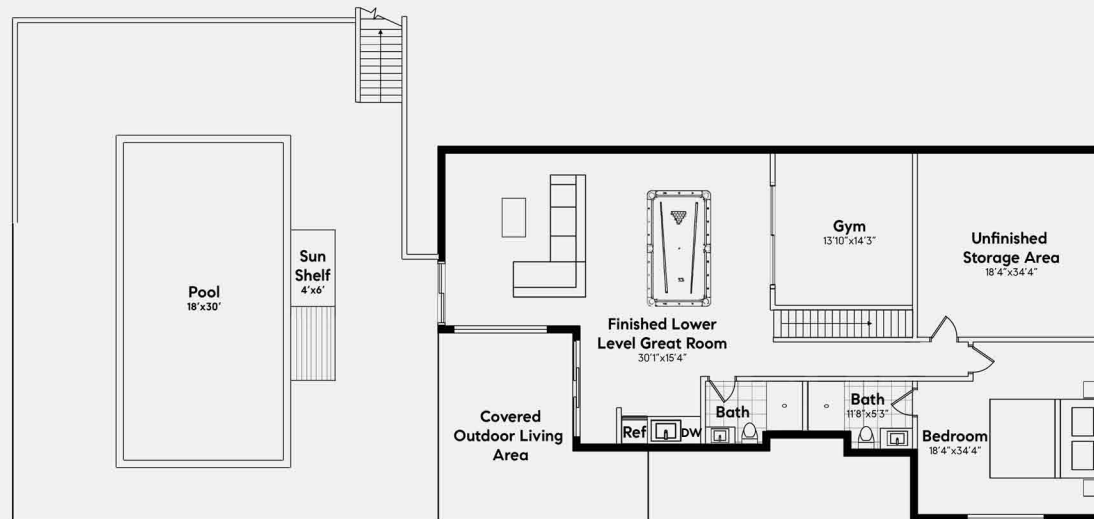 Pool
18'x30'
Sun
Shelf
4'x6'
Finished Lower
Level Great Room
30'1"x15'4"
Gym
13'10"x14'3"
Unfinished
Storage Area
18'4"x34'4"
Covered
Outdoor Living
Area
Ref
DW
Bath
Bath
11'8"x5'3"
Bedroom
18'4"x34'4"